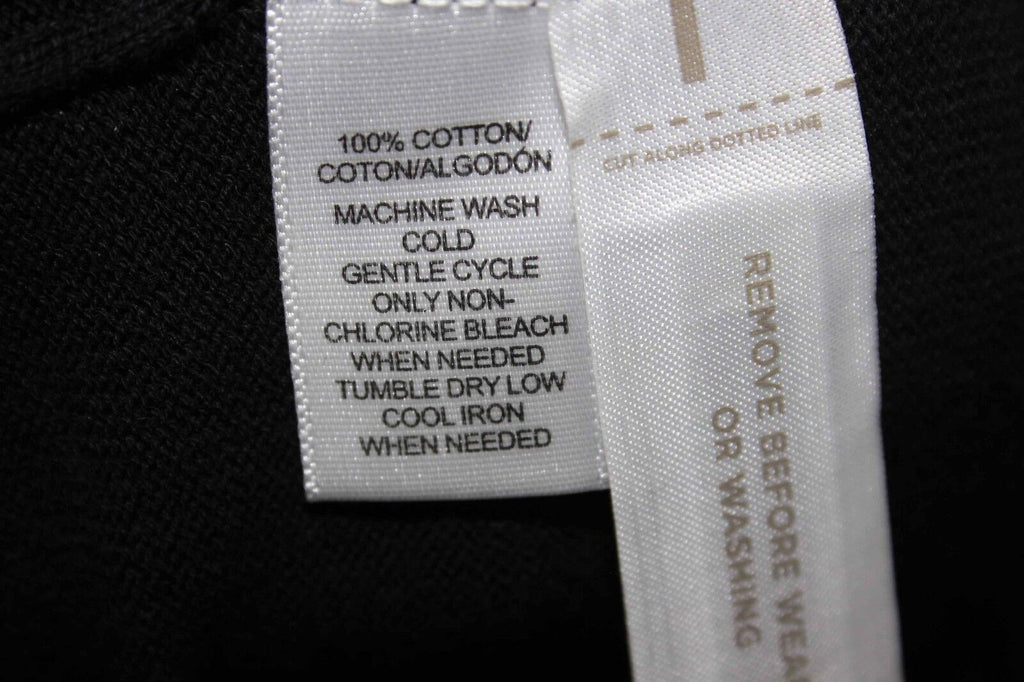 100% COTTON/
COTON/ALGODÓN
MACHINE WASH
COLD
GENTLE CYCLE
ONLY NON-
CHLORINE BLEACH
WHEN NEEDED
TUMBLE DRY LOW
COOL IRON
WHEN NEEDED
CUT ALONG DOTTED LINE
REMOVE BEFORE WEA
OR WASHING